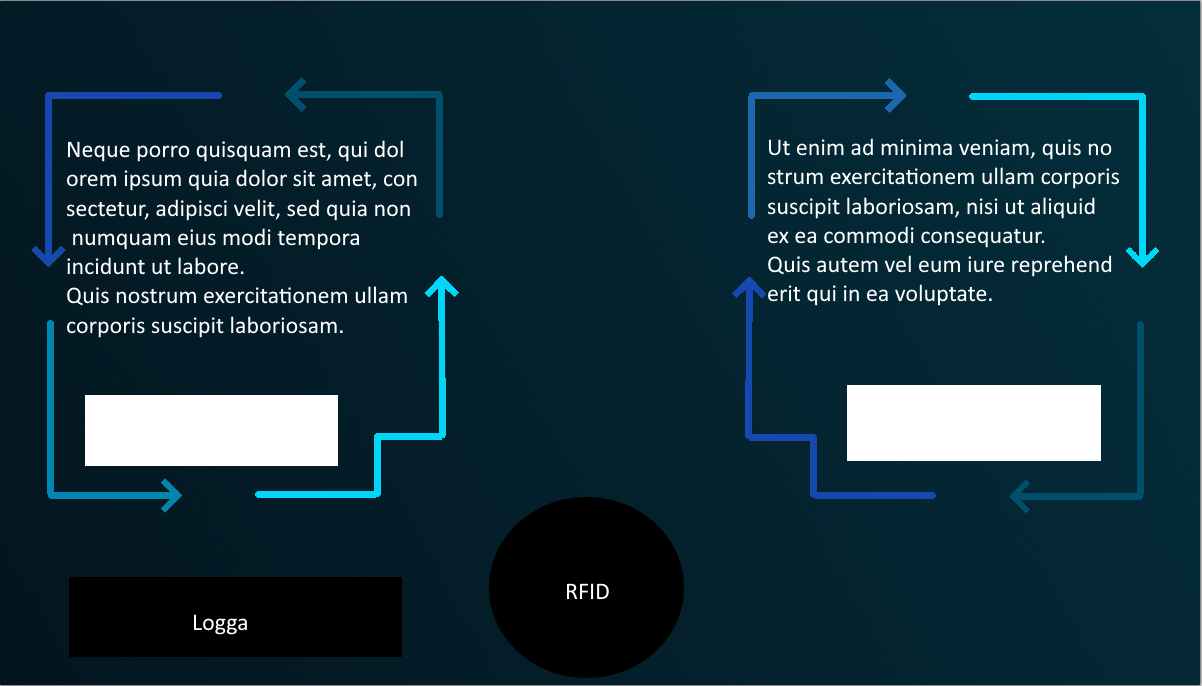 Neque porro quisquam est, qui dol
orem ipsum quia dolor sit amet, con
sectetur, adipisci velit, sed quia non
numquam eius modi tempora
incidunt ut labore.
Quis nostrum exercitationem ullam
corporis suscipit laboriosam.
Ut enim ad minima veniam, quis no
strum exercitationem ullam corporis
suscipit laboriosam, nisi ut aliquid
ex ea commodi consequatur.
Quis autem vel eum iure reprehend
erit qui in ea voluptate.
RFID
Logga